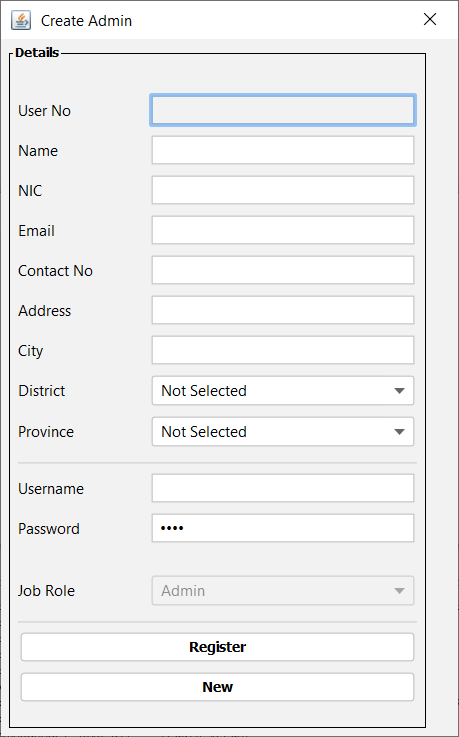 Create Admin
Details
User No
Name
NIC
Email
Contact No
Address
City
District Not Selected
Province Not Selected
Username
Password ••••
Job Role Admin
Register
New